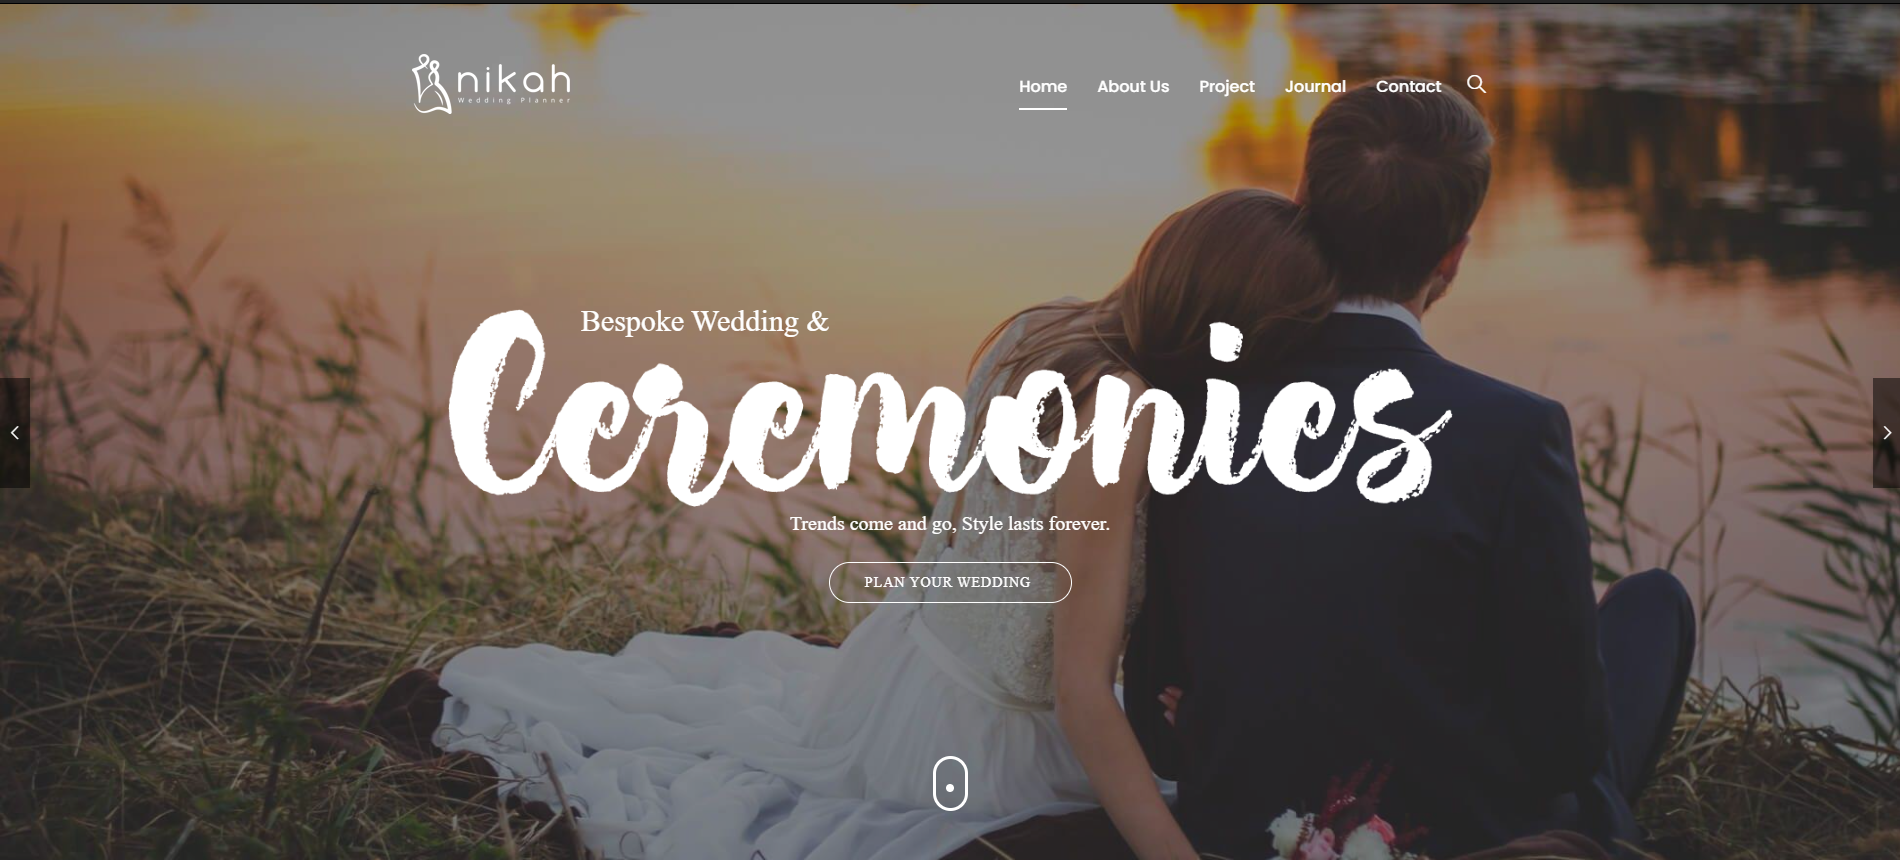 nikah
Wedding Planner
Home About Us Project Journal Contact
Bespoke Wedding &
Ceremonies
Trends come and go, Style lasts forever.
PLAN YOUR WEDDING